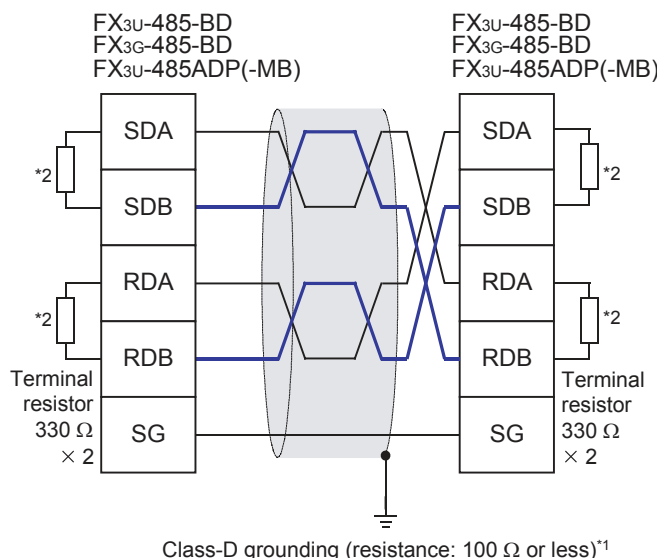 FX3U-485-BD
FX3G-485-BD
FX3U-485ADP(-MB)
FX3U-485-BD
FX3G-485-BD
FX3U-485ADP(-MB)
SDA
SDB
RDA
RDB
SG
*2
*2
Terminal
resistor
330 Ω
× 2
SDA
SDB
RDA
RDB
SG
*2
*2
Terminal
resistor
330 Ω
× 2
Class-D grounding (resistance: 100 Ω or less)*1